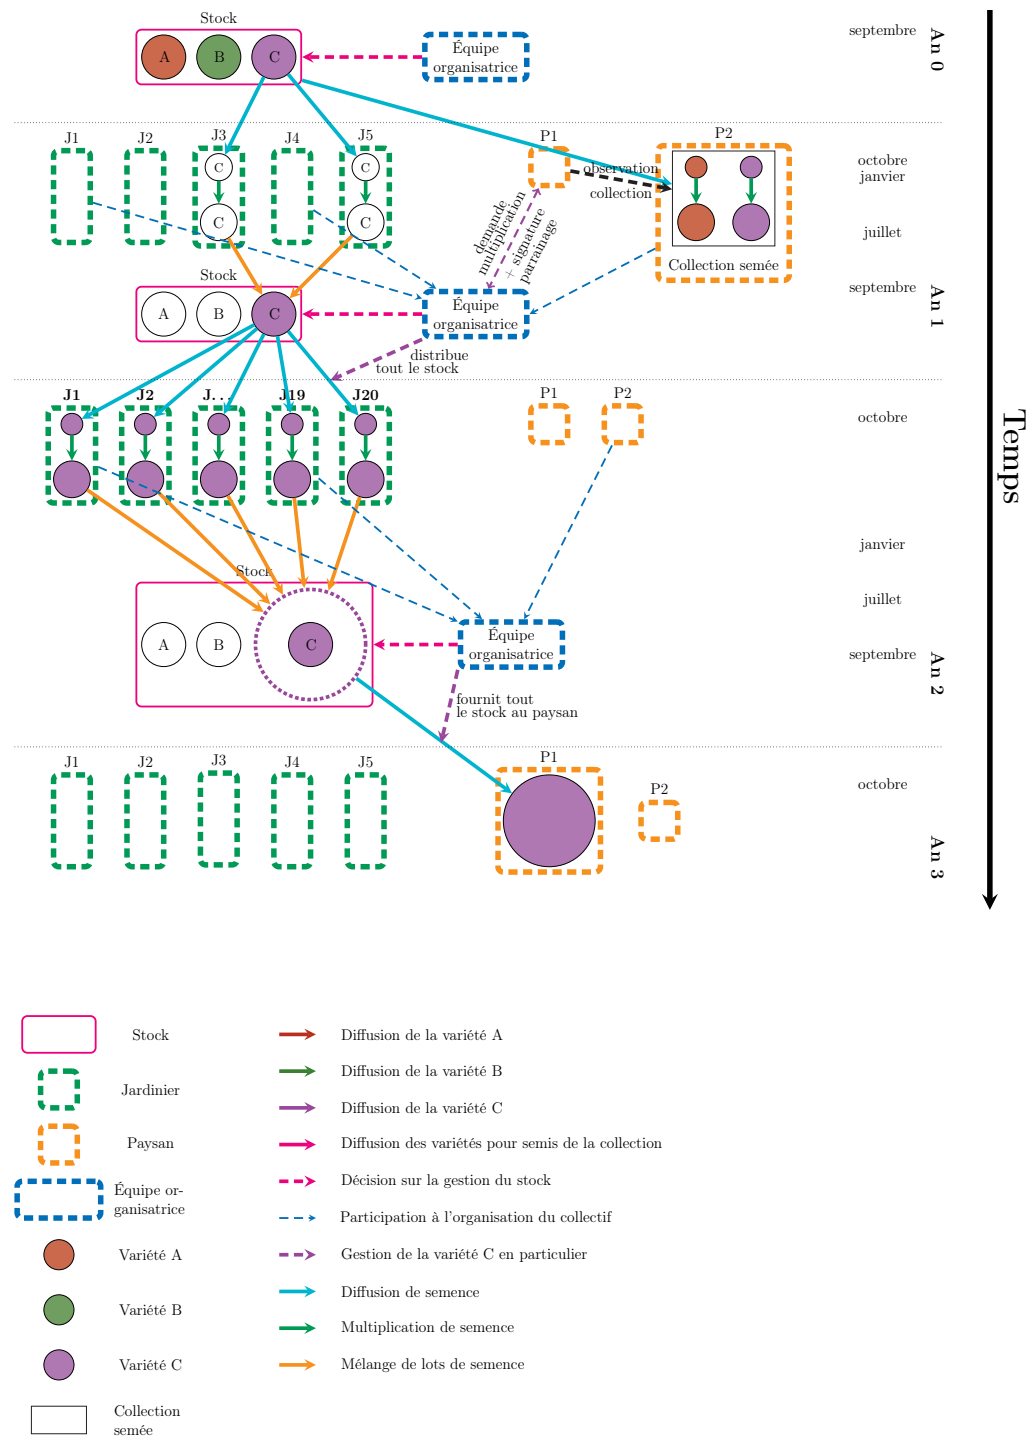 Stock
septembre
An 0
A
B
C
Équipe
organisatrice
J1
J2
J3
J4
J5
P1
P2
C
C
C
C
observation
collection
octobre
janvier
juillet
demande
multiplication
+ signature
parrainage
Collection semée
Stock
septembre
An 1
A
B
C
Équipe
organisatrice
distribue
tout le stock
Temps
J1
J2
J...
J19
J20
P1
P2
octobre
janvier
Stock
juillet
A
B
C
Équipe
organisatrice
septembre
An 2
fournit tout
le stock au paysan
J1
J2
J3
J4
J5
P1
P2
octobre
An 3
Stock
Diffusion de la variété A
Diffusion de la variété B
Jardinier
Diffusion de la variété C
Paysan
Diffusion des variétés pour semis de la collection
Décision sur la gestion du stock
Équipe or-
ganisatrice
Participation à l'organisation du collectif
Variété A
Gestion de la variété C en particulier
Diffusion de semence
Variété B
Multiplication de semence
Variété C
Mélange de lots de semence
Collection
semée